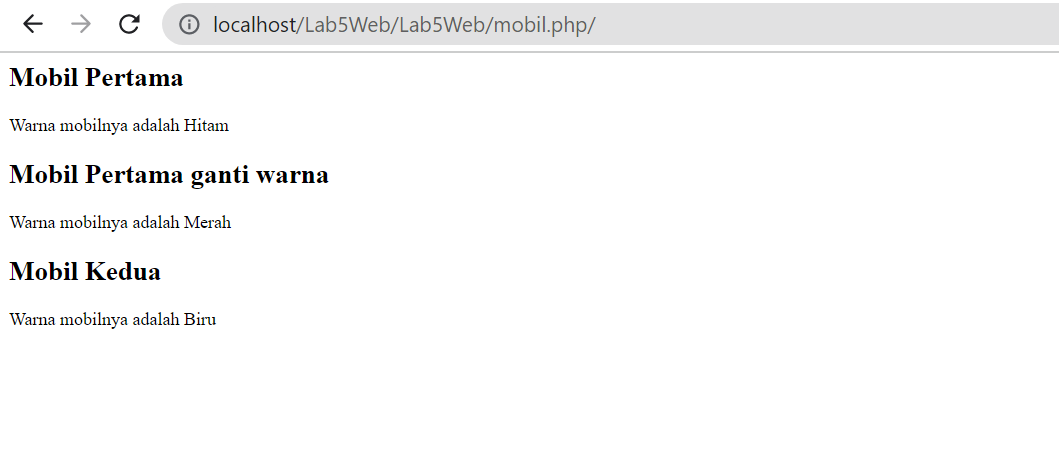 localhost/Lab5Web/Lab5Web/mobil.php/
Mobil Pertama
Warna mobilnya adalah Hitam
Mobil Pertama ganti warna
Warna mobilnya adalah Merah
Mobil Kedua
Warna mobilnya adalah Biru